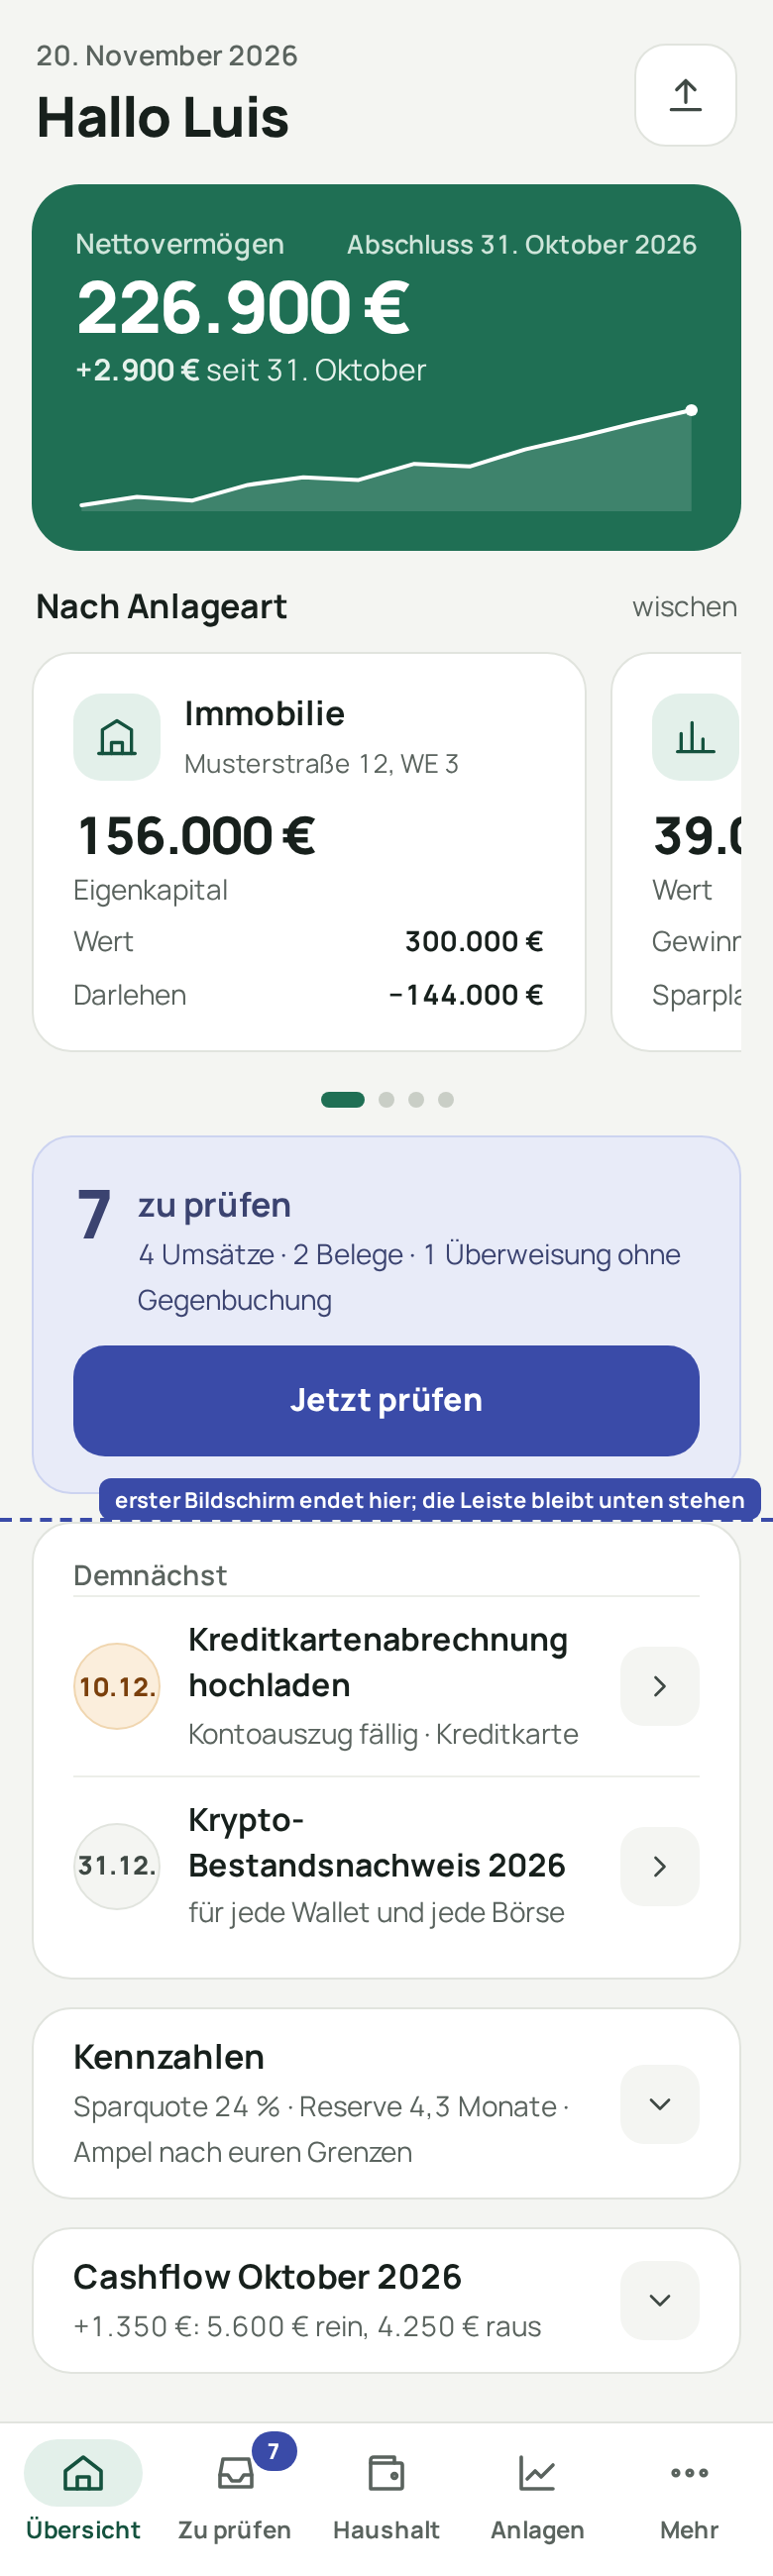 20. November 2026
Hallo Luis
Nettovermögen
Abschluss 31. Oktober 2026
226.900 €
+2.900 € seit 31. Oktober
Nach Anlageart
wischen
Immobilie
Musterstraße 12, WE 3
156.000 €
Eigenkapital
Wert
300.000 €
Darlehen
−144.000 €
39.
Wert
Gewinn
Sparpla
7
zu prüfen
4 Umsätze · 2 Belege · 1 Überweisung ohne
Gegenbuchung
Jetzt prüfen
erster Bildschirm endet hier; die Leiste bleibt unten stehen
Demnächst
10.12.
Kreditkartenabrechnung
hochladen
Kontoauszug fällig · Kreditkarte
31.12.
Krypto-
Bestandsnachweis 2026
für jede Wallet und jede Börse
Kennzahlen
Sparquote 24 % · Reserve 4,3 Monate ·
Ampel nach euren Grenzen
Cashflow Oktober 2026
+1.350 €: 5.600 € rein, 4.250 € raus
7
Übersicht
Zu prüfen
Haushalt
Anlagen
Mehr